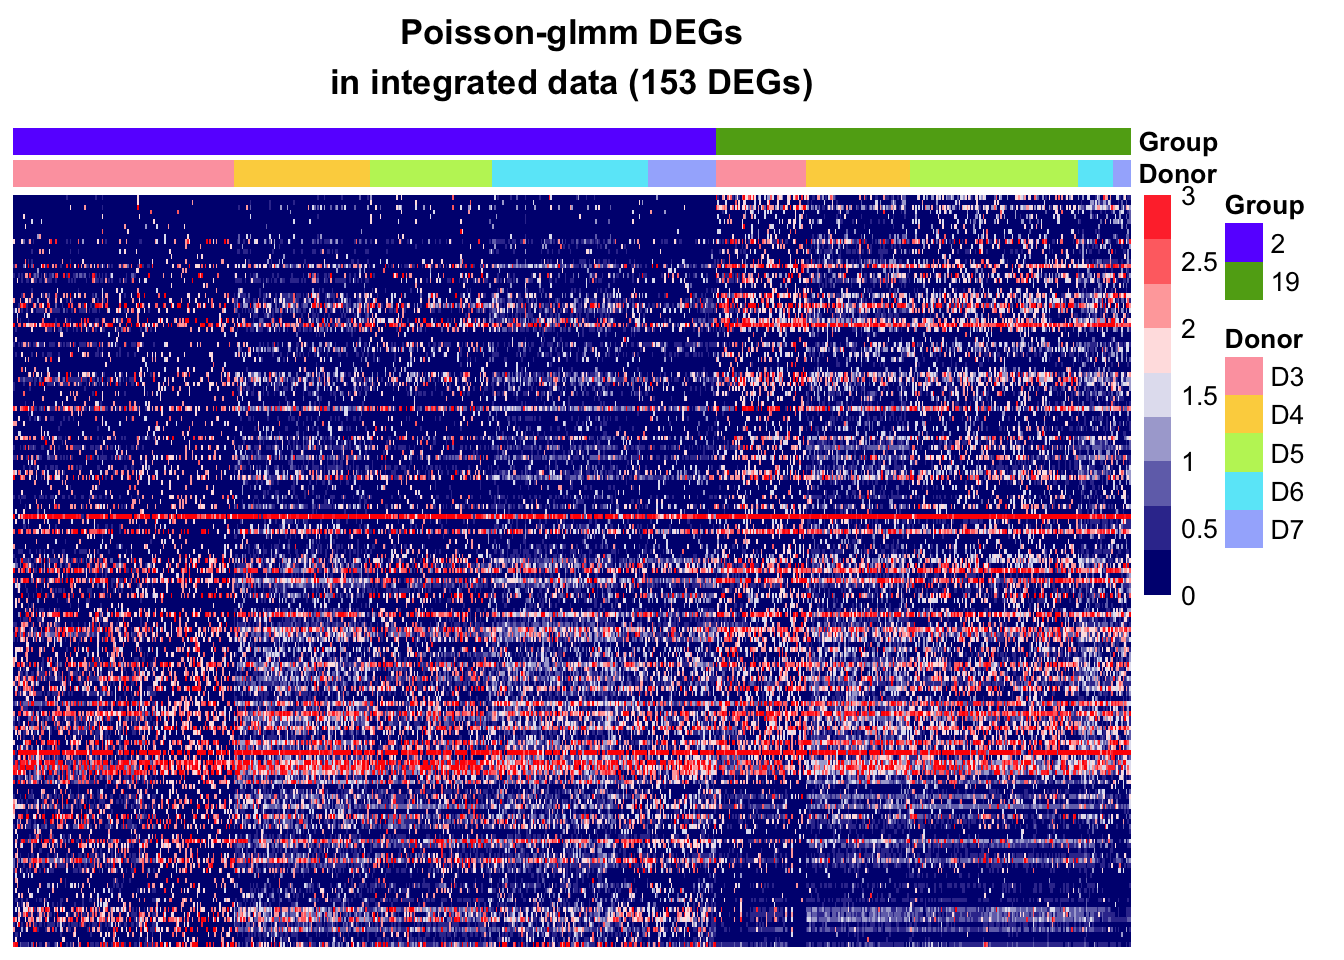 Poisson-glmm DEGs
in integrated data (153 DEGs)
Group
Donor
3
2.5
2
1.5
1
0.5
0
Group
2
19
Donor
D3
D4
D5
D6
D7